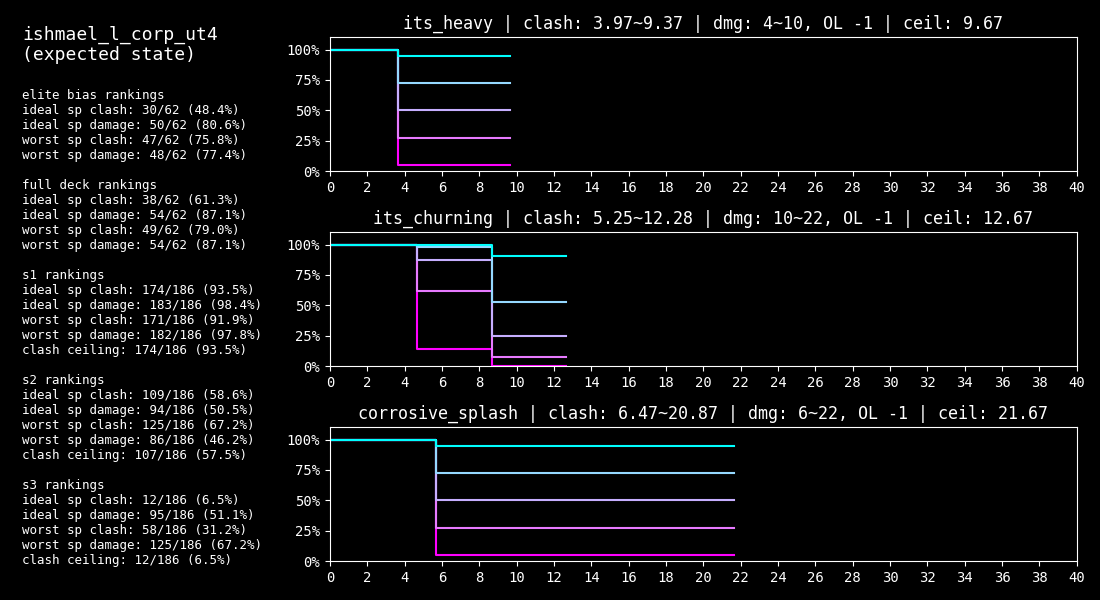 ishmael_l_corp_ut4
(expected state)
elite bias rankings
ideal sp clash: 30/62 (48.4%)
ideal sp damage: 50/62 (80.6%)
worst sp clash: 47/62 (75.8%)
worst sp damage: 48/62 (77.4%)
full deck rankings
ideal sp clash: 38/62 (61.3%)
ideal sp damage: 54/62 (87.1%)
worst sp clash: 49/62 (79.0%)
worst sp damage: 54/62 (87.1%)
s1 rankings
ideal sp clash: 174/186 (93.5%)
ideal sp damage: 183/186 (98.4%)
worst sp clash: 171/186 (91.9%)
worst sp damage: 182/186 (97.8%)
clash ceiling: 174/186 (93.5%)
s2 rankings
ideal sp clash: 109/186 (58.6%)
ideal sp damage: 94/186 (50.5%)
worst sp clash: 125/186 (67.2%)
worst sp damage: 86/186 (46.2%)
clash ceiling: 107/186 (57.5%)
s3 rankings
ideal sp clash: 12/186 (6.5%)
ideal sp damage: 95/186 (51.1%)
worst sp clash: 58/186 (31.2%)
worst sp damage: 125/186 (67.2%)
clash ceiling: 12/186 (6.5%)
its_heavy | clash: 3.97~9.37 | dmg: 4~10, OL -1 | ceil: 9.67
100%
75%
50%
25%
0%
0 2 4 6 8 10 12 14 16 18 20 22 24 26 28 30 32 34 36 38 40
its_churning | clash: 5.25~12.28 | dmg: 10~22, OL -1 | ceil: 12.67
100%
75%
50%
25%
0%
0 2 4 6 8 10 12 14 16 18 20 22 24 26 28 30 32 34 36 38 40
corrosive_splash | clash: 6.47~20.87 | dmg: 6~22, OL -1 | ceil: 21.67
100%
75%
50%
25%
0%
0 2 4 6 8 10 12 14 16 18 20 22 24 26 28 30 32 34 36 38 40